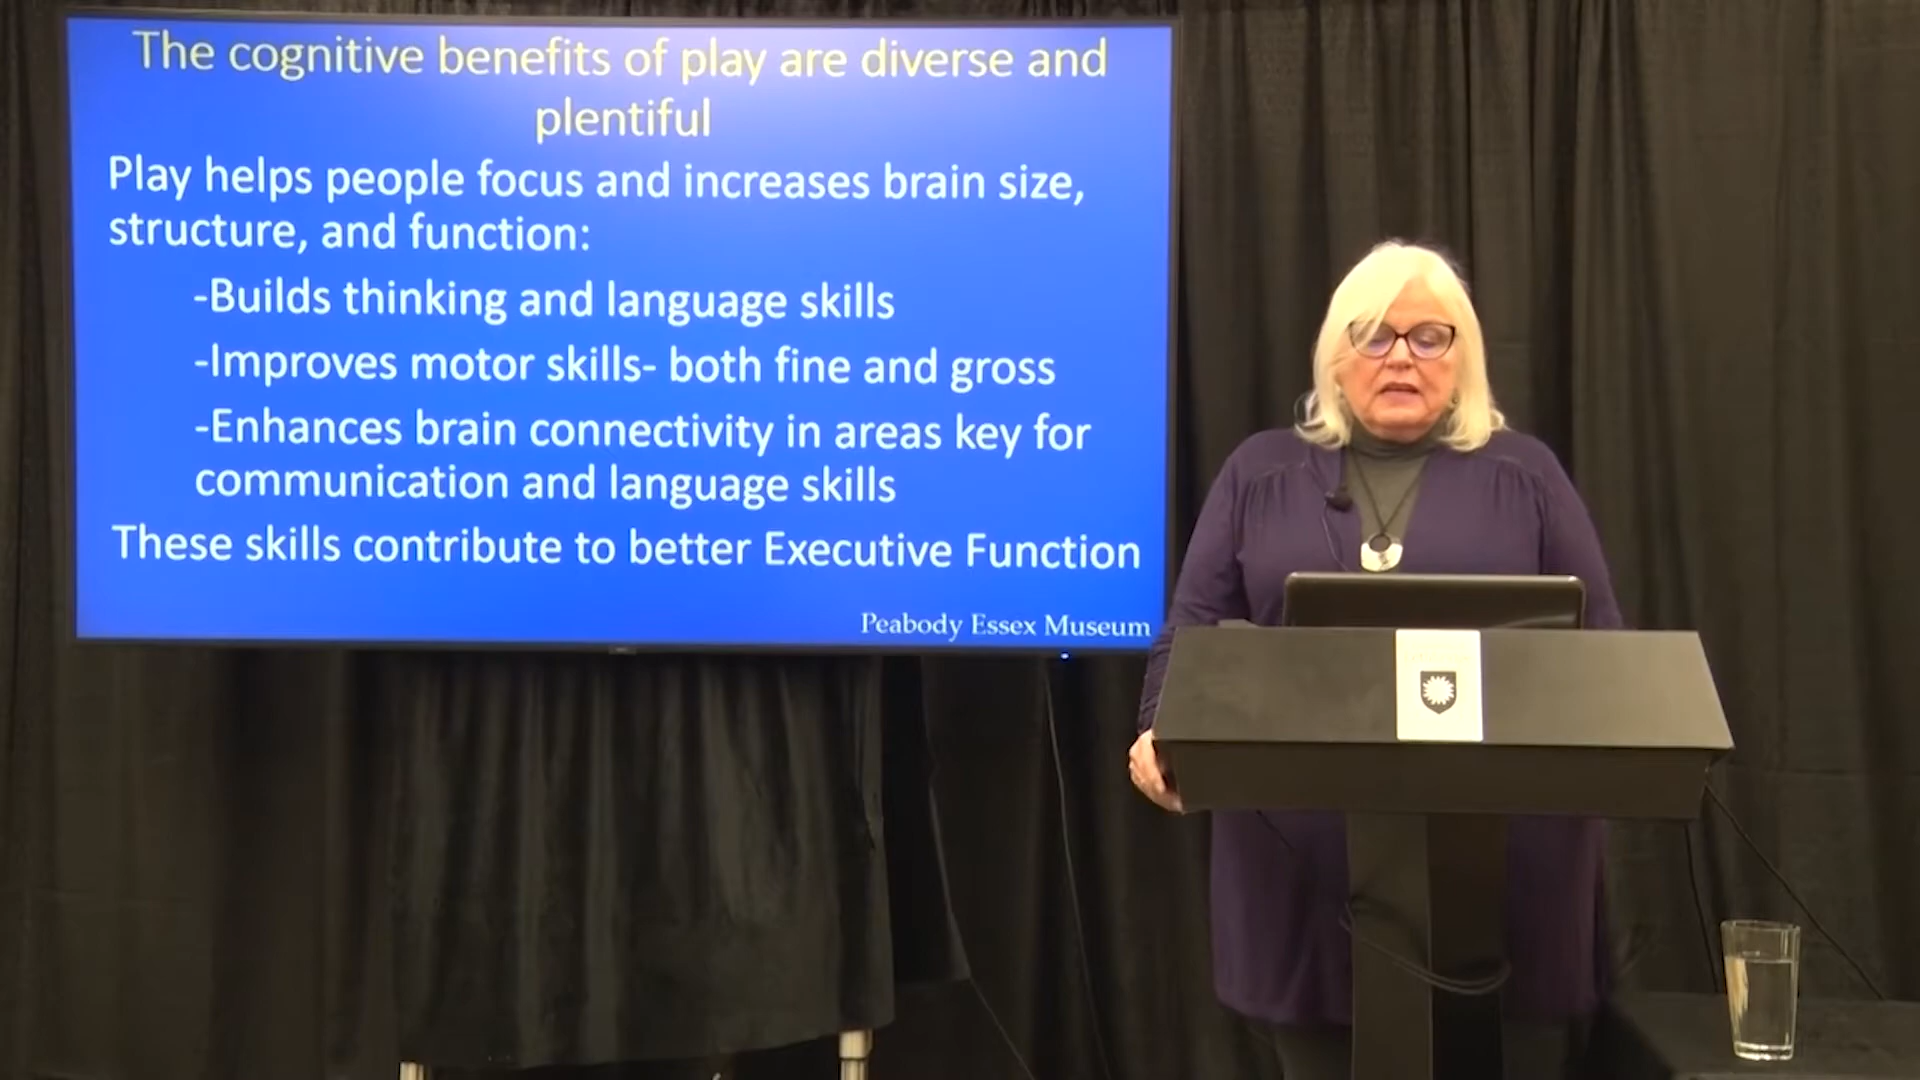 The cognitive benefits of play are diverse and
plentiful
Play helps people focus and increases brain size,
structure, and function:
-Builds thinking and language skills
-Improves motor skills- both fine and gross
-Enhances brain connectivity in areas key for
communication and language skills
These skills contribute to better Executive Function
Peabody Essex Museum